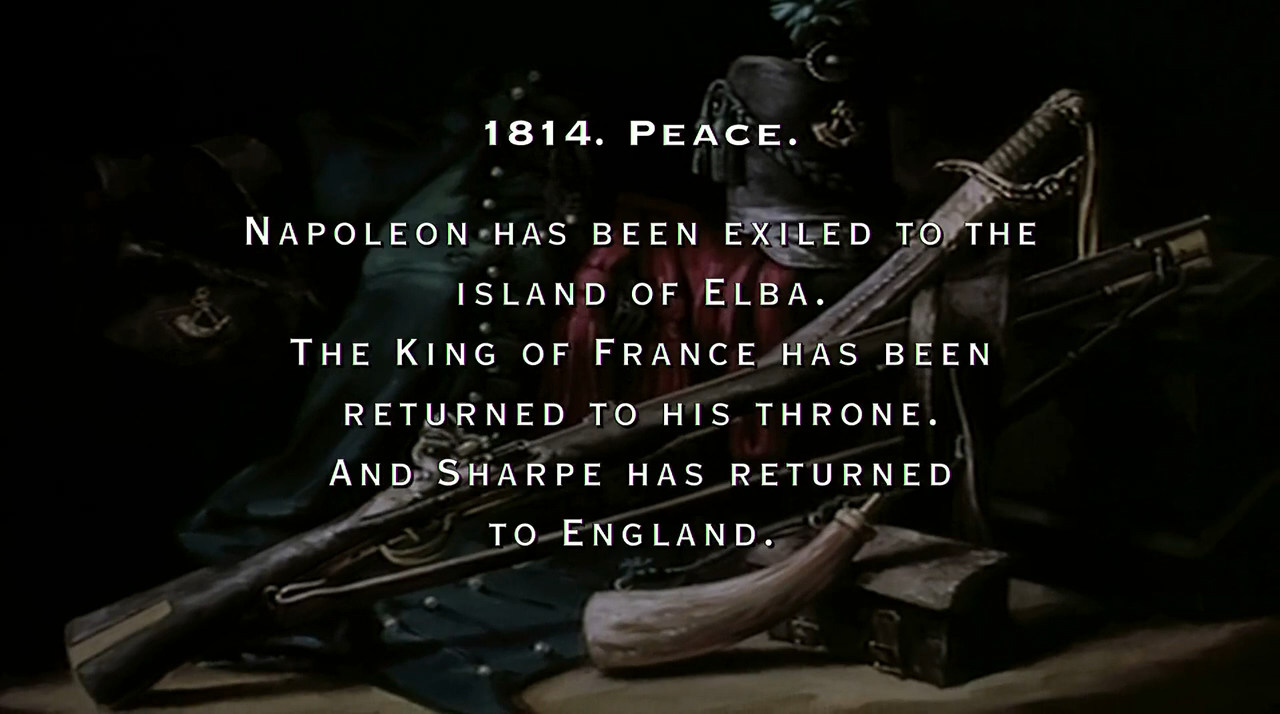 1814. Peace.
Napoleon has been exiled to the
island of Elba.
The King of France has been
returned to his throne.
And Sharpe has returned
to England.